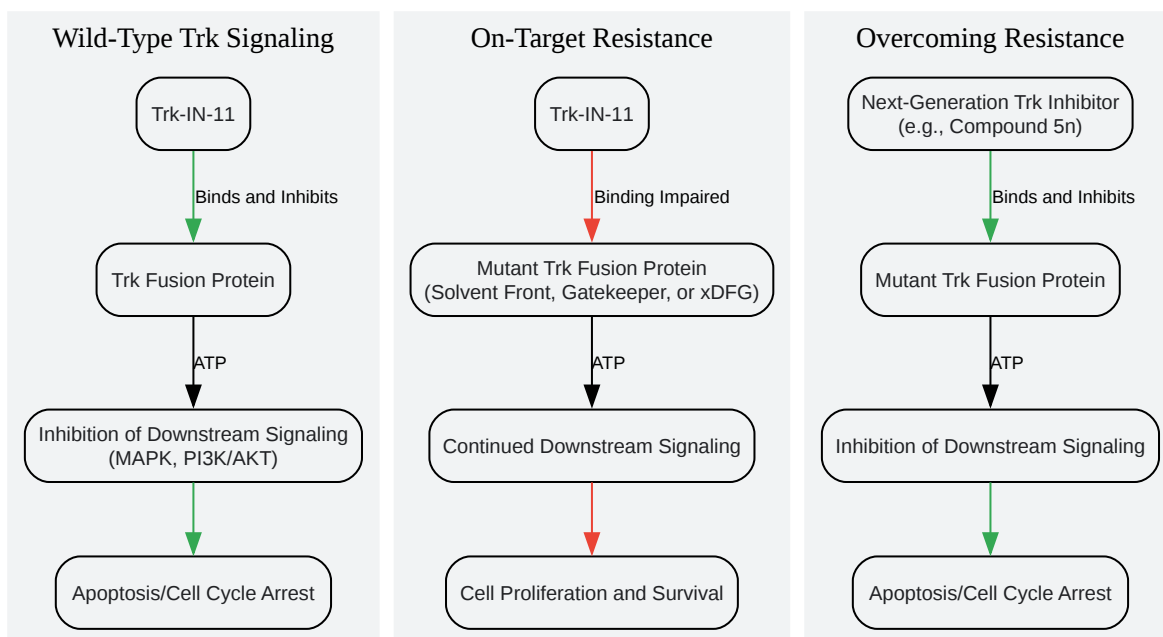 Wild-Type Trk Signaling
Trk-IN-11
Binds and Inhibits
Trk Fusion Protein
ATP
Inhibition of Downstream Signaling
(MAPK, PI3K/AKT)
Apoptosis/Cell Cycle Arrest
On-Target Resistance
Trk-IN-11
Binding Impaired
Mutant Trk Fusion Protein
(Solvent Front, Gatekeeper, or xDFG)
ATP
Continued Downstream Signaling
Cell Proliferation and Survival
Overcoming Resistance
Next-Generation Trk Inhibitor
(e.g., Compound 5n)
Binds and Inhibits
Mutant Trk Fusion Protein
ATP
Inhibition of Downstream Signaling
Apoptosis/Cell Cycle Arrest